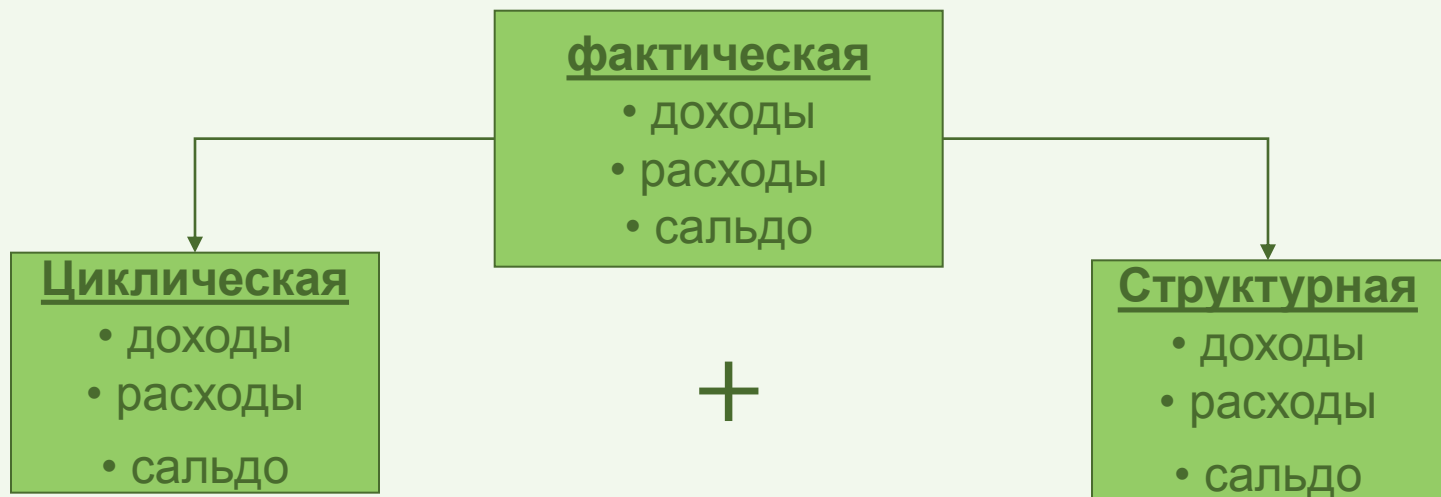 фактическая
• доходы
• расходы
• сальдо
Циклическая
• доходы
• расходы
• сальдо
+
Структурная
• доходы
• расходы
• сальдо